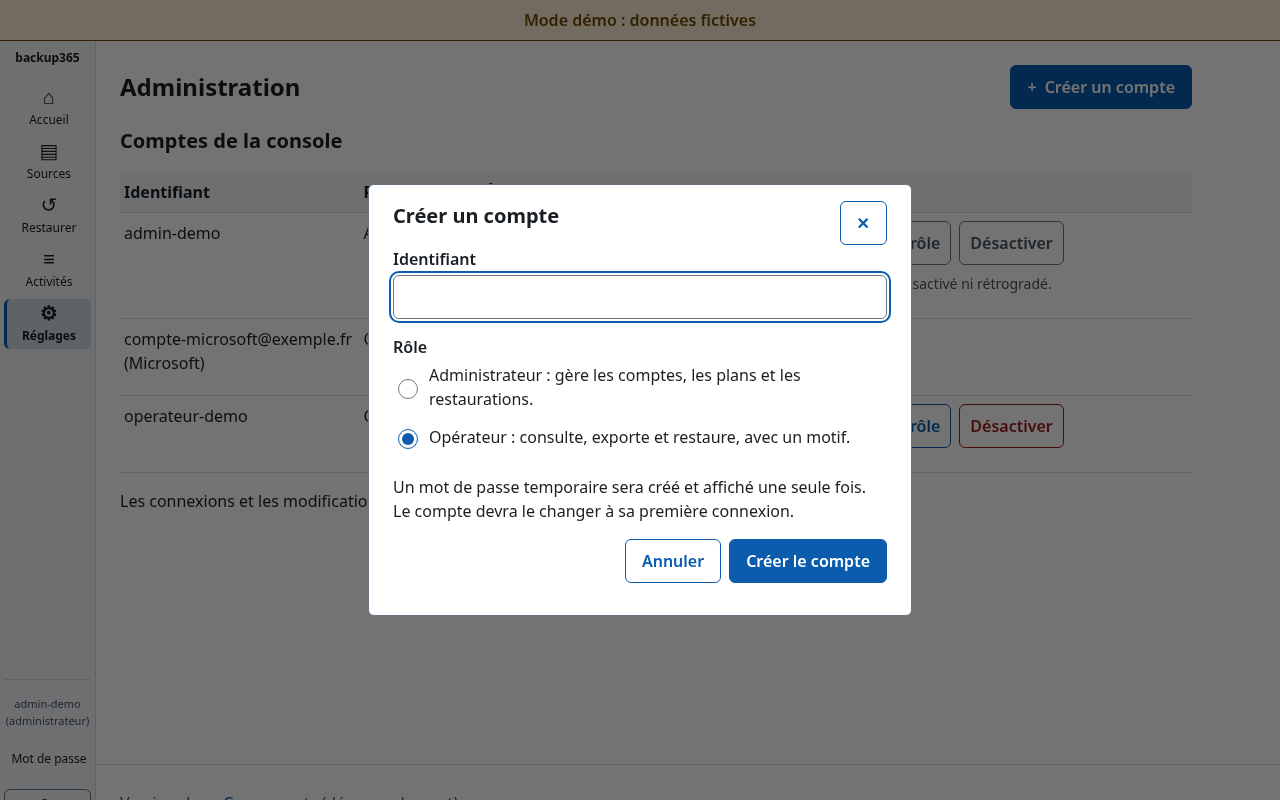 Mode démo : données fictives
backup365
Accueil
Sources
Restaurer
Activités
Réglages
admin-demo
(administrateur)
Mot de passe
Administration
+ Créer un compte
Comptes de la console
Identifiant
admin-demo
rôle
Désactiver
sactivé ni rétrogradé.
compte-microsoft@exemple.fr
(Microsoft)
operateur-demo
rôle
Désactiver
Les connexions et les modificatio
Créer un compte
×
Identifiant
Rôle
Administrateur : gère les comptes, les plans et les
restaurations.
Opérateur : consulte, exporte et restaure, avec un motif.
Un mot de passe temporaire sera créé et affiché une seule fois.
Le compte devra le changer à sa première connexion.
Annuler
Créer le compte